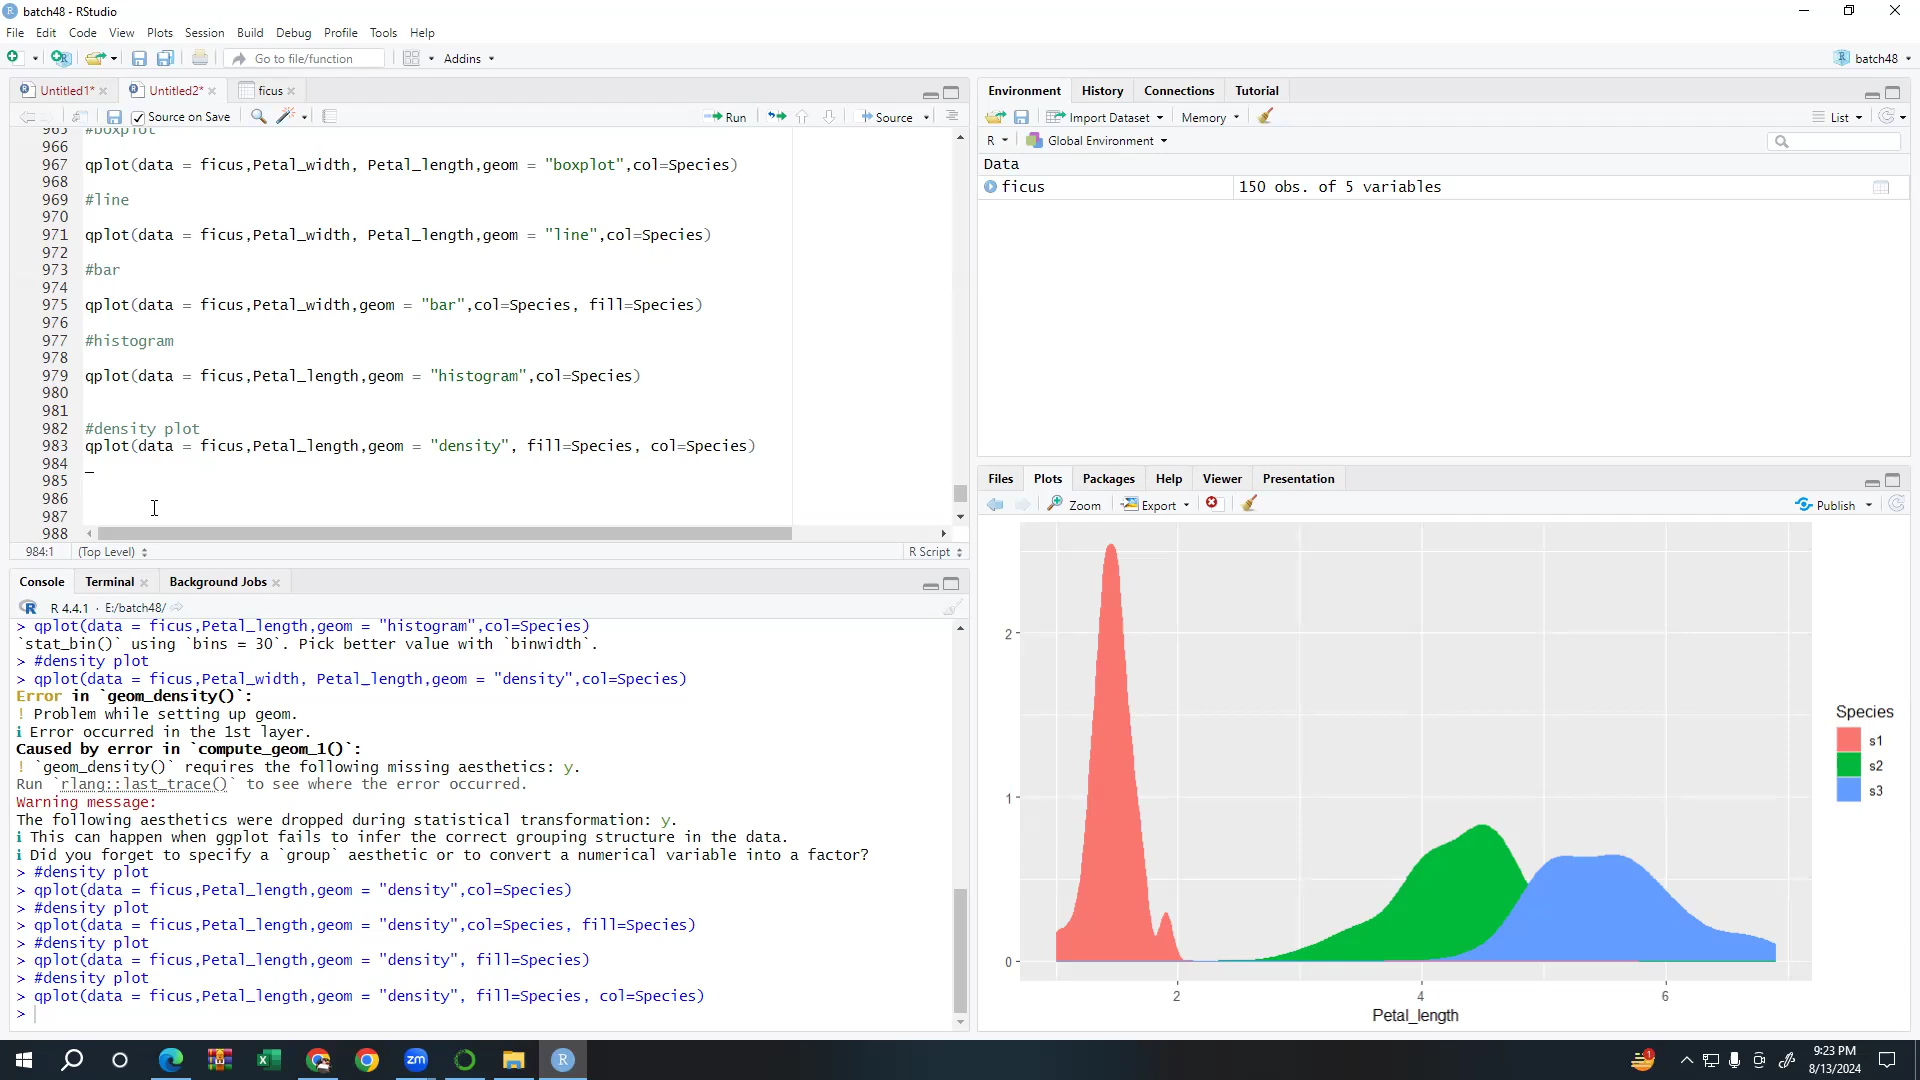 batch48 - RStudio
File Edit Code View Plots Session Build Debug Profile Tools Help
Go to file/function Addins batch48
Untitled1* Untitled2* ficus
Source on Save Run Source
965 #boxplot
966
967 qplot(data = ficus,Petal_width, Petal_length,geom = "boxplot",col=Species)
968
969 #line
970
971 qplot(data = ficus,Petal_width, Petal_length,geom = "line",col=Species)
972
973 #bar
974
975 qplot(data = ficus,Petal_width,geom = "bar",col=Species, fill=Species)
976
977 #histogram
978
979 qplot(data = ficus,Petal_length,geom = "histogram",col=Species)
980
981
982 #density plot
983 qplot(data = ficus,Petal_length,geom = "density", fill=Species, col=Species)
984
985
986
987
988
984:1 (Top Level) R Script
Console Terminal Background Jobs
R 4.4.1 · E:/batch48/
> qplot(data = ficus,Petal_length,geom = "histogram",col=Species)
`stat_bin()` using `bins = 30`. Pick better value with `binwidth`.
> #density plot
> qplot(data = ficus,Petal_width, Petal_length,geom = "density",col=Species)
Error in `geom_density()`:
! Problem while setting up geom.
ℹ Error occurred in the 1st layer.
Caused by error in `compute_geom_1()`:
! `geom_density()` requires the following missing aesthetics: y.
Run `rlang::last_trace()` to see where the error occurred.
Warning message:
The following aesthetics were dropped during statistical transformation: y.
ℹ This can happen when ggplot fails to infer the correct grouping structure in the data.
ℹ Did you forget to specify a `group` aesthetic or to convert a numerical variable into a factor?
> #density plot
> qplot(data = ficus,Petal_length,geom = "density",col=Species)
> #density plot
> qplot(data = ficus,Petal_length,geom = "density",col=Species, fill=Species)
> #density plot
> qplot(data = ficus,Petal_length,geom = "density", fill=Species)
> #density plot
> qplot(data = ficus,Petal_length,geom = "density", fill=Species, col=Species)
>
Environment History Connections Tutorial
Import Dataset Memory List
R Global Environment
Data
ficus 150 obs. of 5 variables
Files Plots Packages Help Viewer Presentation
Zoom Export Publish
2
1
0
2 4 6
Petal_length
Species
s1
s2
s3
zm
1
9:23 PM
8/13/2024